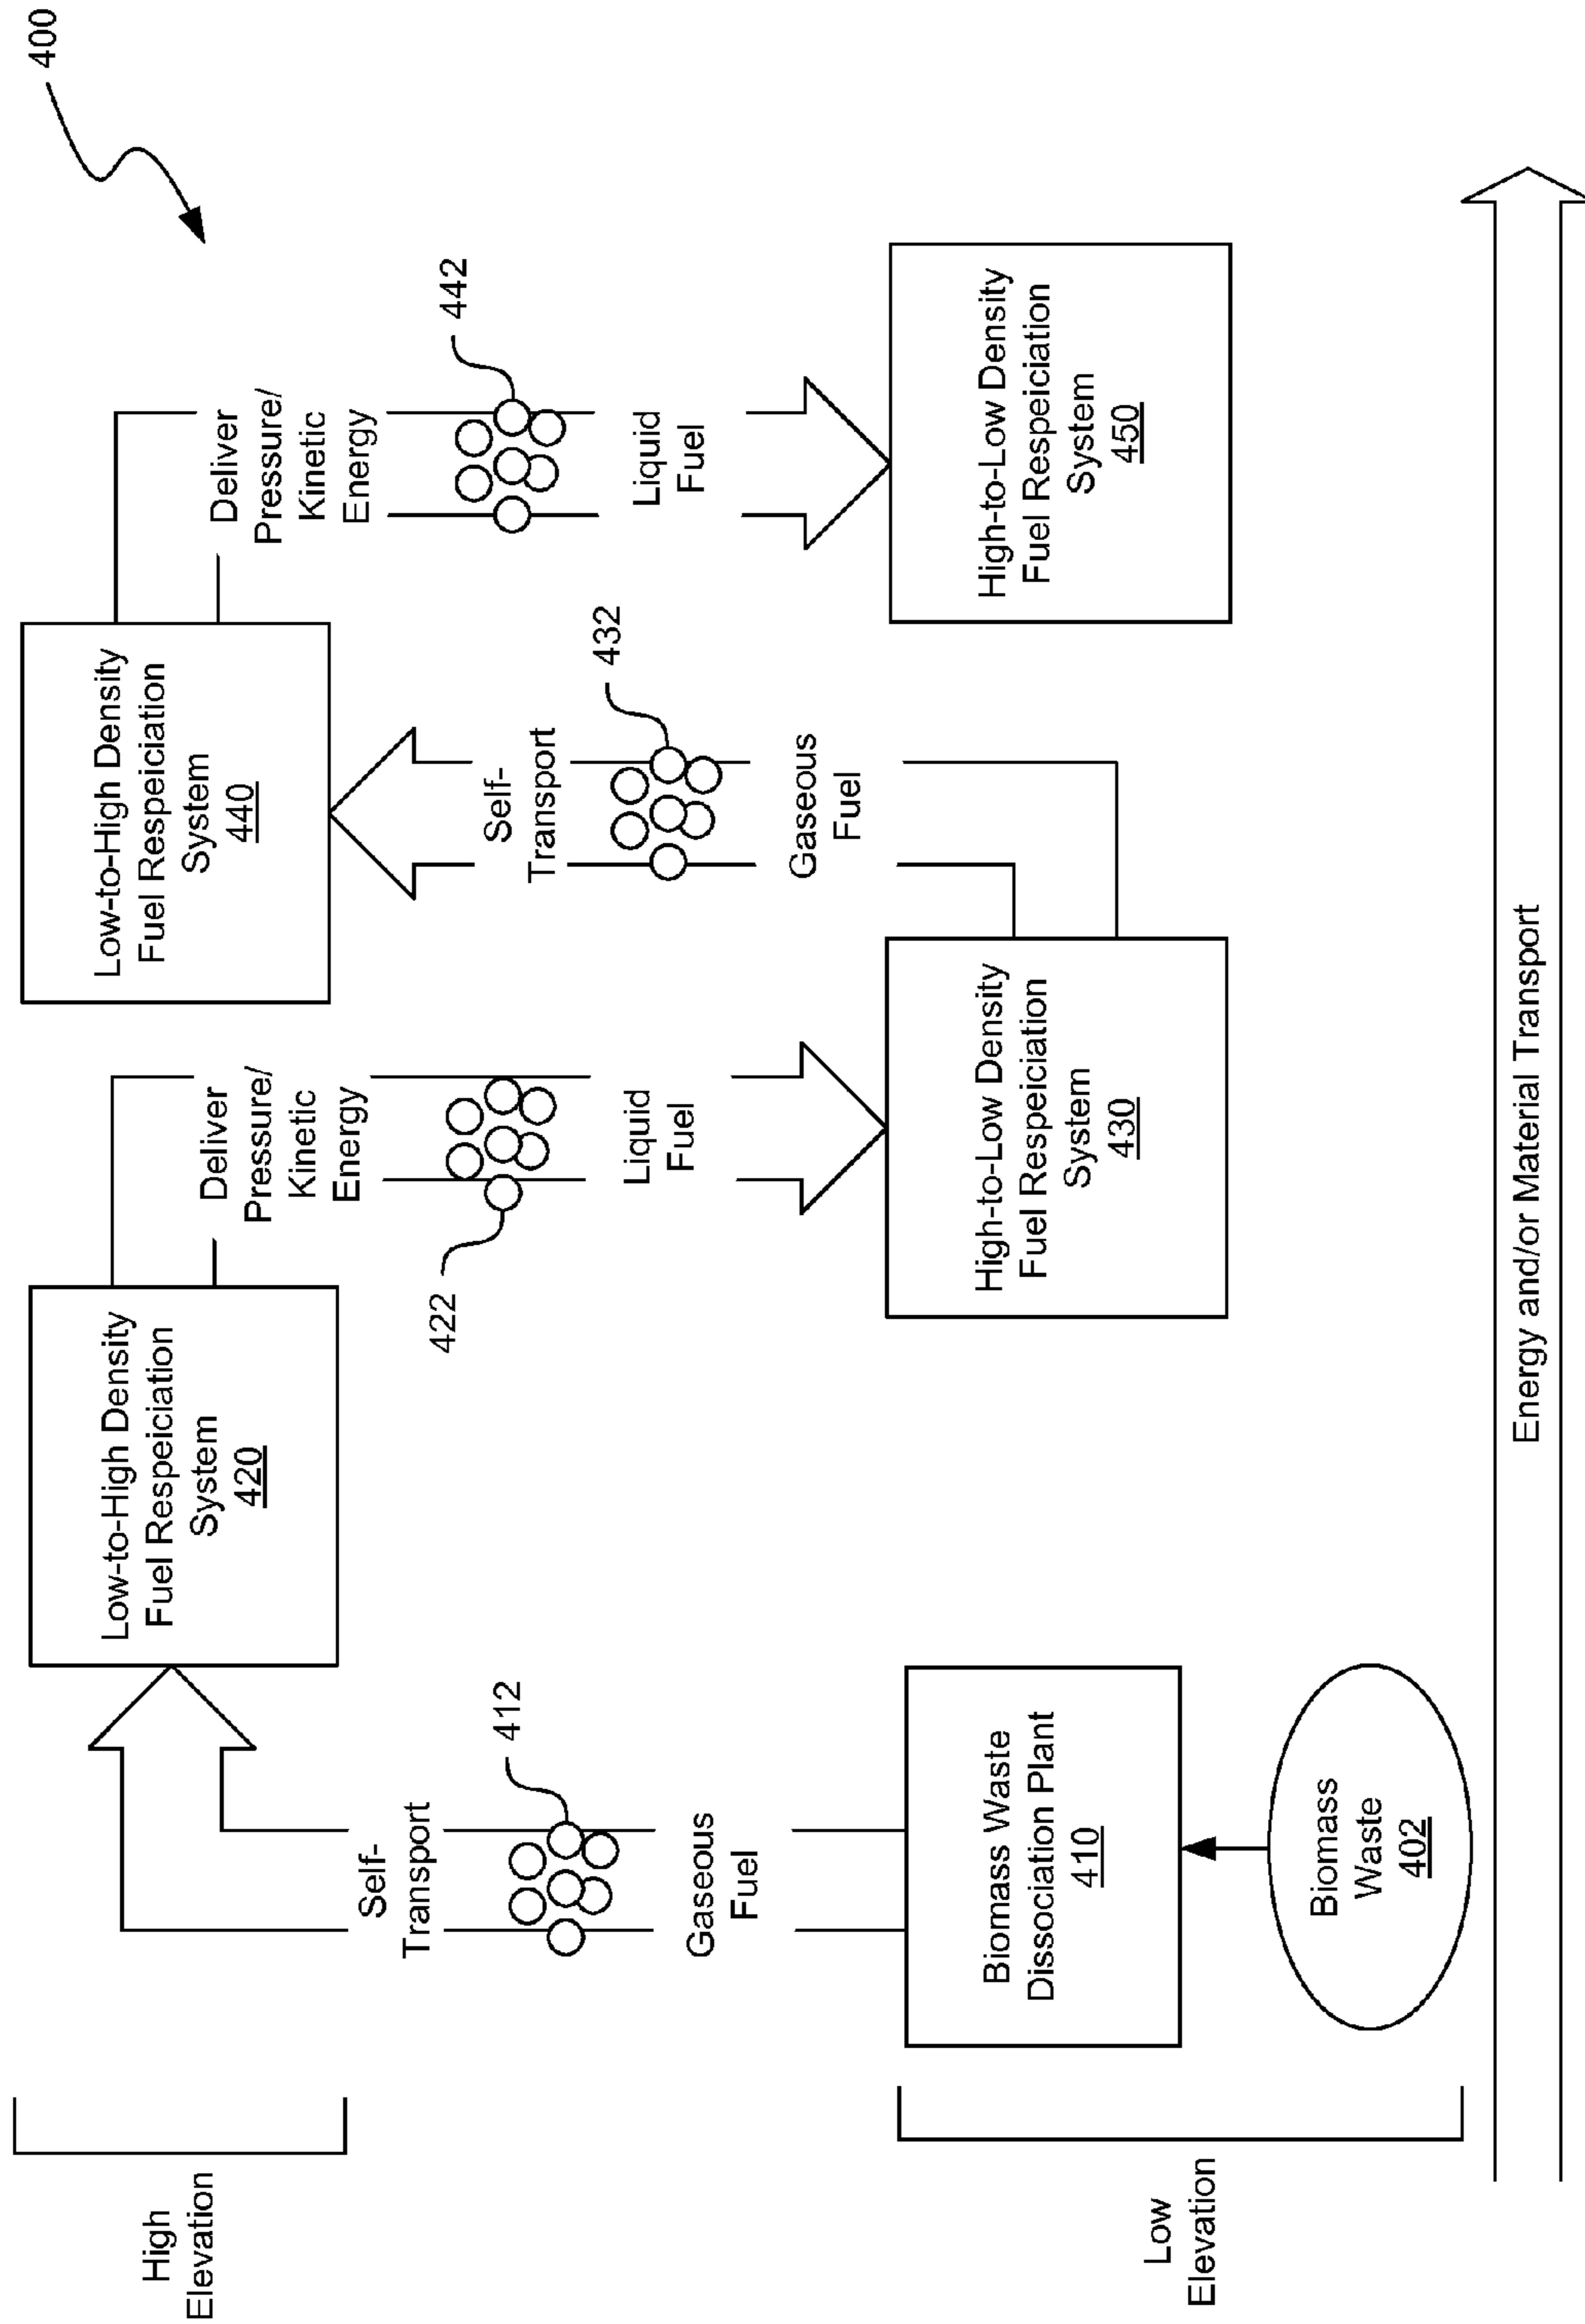 400
High
Elevation
Low-to-High Density
Fuel Respeiciation
System
420
Low-to-High Density
Fuel Respeiciation
System
440
Self-
Transport
412
Gaseous
Fuel
Deliver
Pressure/
Kinetic
Energy
422
Liquid
Fuel
Self-
Transport
432
Gaseous
Fuel
Deliver
Pressure/
Kinetic
Energy
442
Liquid
Fuel
Low
Elevation
Biomass Waste
Dissociation Plant
410
Biomass
Waste
402
High-to-Low Density
Fuel Respeiciation
System
430
High-to-Low Density
Fuel Respeiciation
System
450
Energy and/or Material Transport